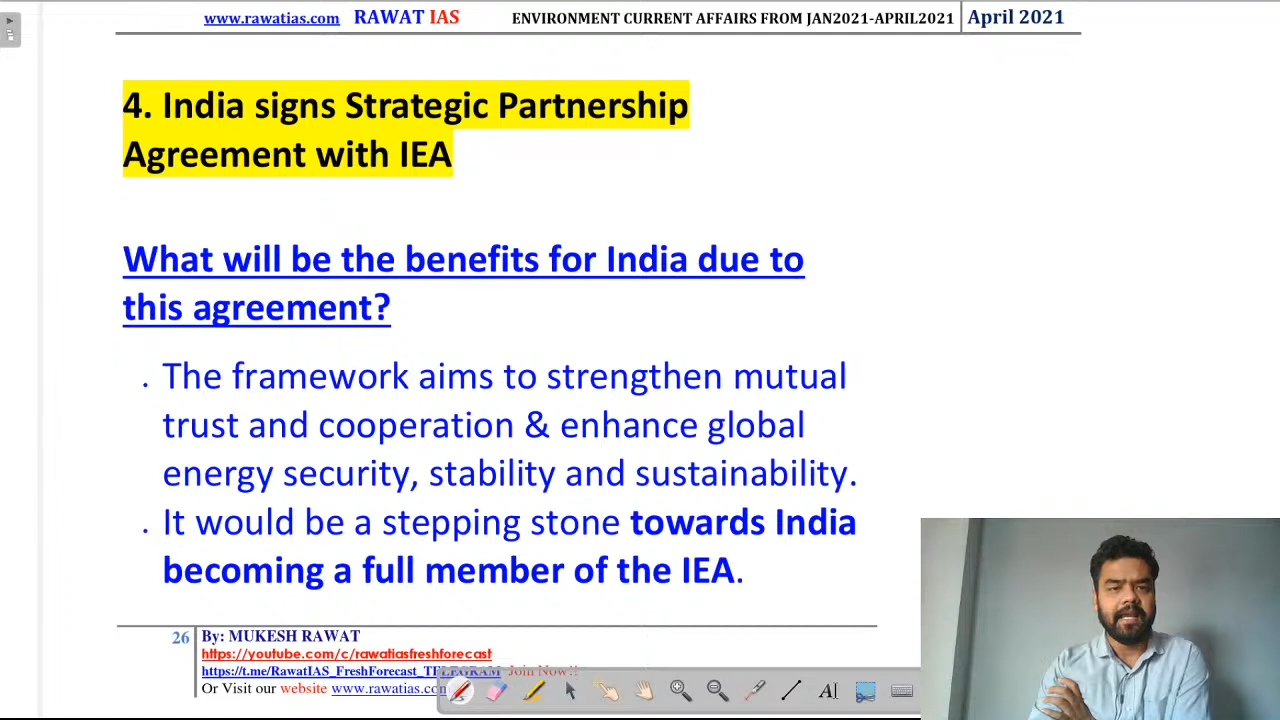 www.rawatias.com RAWAT IAS ENVIRONMENT CURRENT AFFAIRS FROM JAN2021-APRIL2021 April 2021
4. India signs Strategic Partnership
Agreement with IEA
What will be the benefits for India due to
this agreement?
. The framework aims to strengthen mutual
trust and cooperation & enhance global
energy security, stability and sustainability.
. It would be a stepping stone towards India
becoming a full member of the IEA.
26 By: MUKESH RAWAT
https://youtube.com/c/rawatiasfreshforecast
https://t.me/RawatIAS_FreshForecast_TELEGRAM Join Now!!
Or Visit our website www.rawatias.com